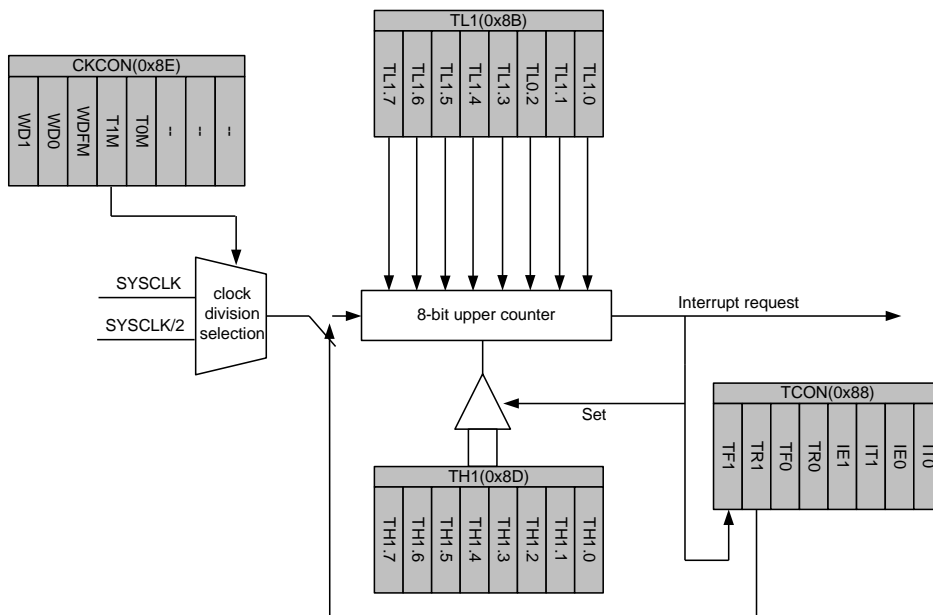 TL1(0x8B)
TL1.7
TL1.6
TL1.5
TL1.4
TL1.3
TL0.2
TL1.1
TL1.0
CKCON(0x8E)
WD1
WD0
WDFM
T1M
T0M
--
--
--
SYSCLK
SYSCLK/2
clock
division
selection
8-bit upper counter
Interrupt request
Set
TCON(0x88)
TF1
TR1
TF0
TR0
IE1
IT1
IE0
IT0
TH1(0x8D)
TH1.7
TH1.6
TH1.5
TH1.4
TH1.3
TH1.2
TH1.1
TH1.0